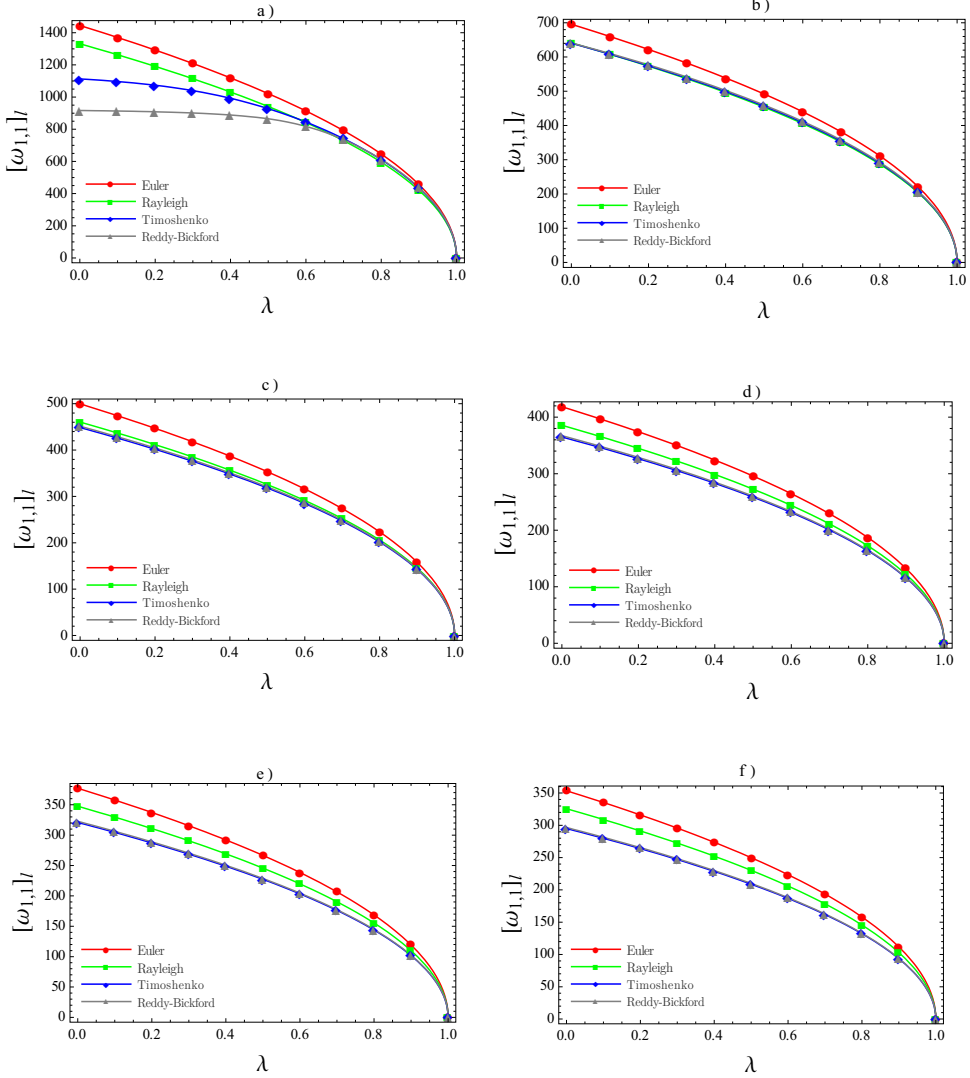 a )
[ω1,1]l
1400
1200
1000
800
600
400
200
0
Euler
Rayleigh
Timoshenko
Reddy-Bickford
0.0 0.2 0.4 0.6 0.8 1.0
λ
b )
[ω1,1]l
700
600
500
400
300
200
100
0
Euler
Rayleigh
Timoshenko
Reddy-Bickford
0.0 0.2 0.4 0.6 0.8 1.0
λ
c )
[ω1,1]l
500
400
300
200
100
0
Euler
Rayleigh
Timoshenko
Reddy-Bickford
0.0 0.2 0.4 0.6 0.8 1.0
λ
d )
[ω1,1]l
400
300
200
100
0
Euler
Rayleigh
Timoshenko
Reddy-Bickford
0.0 0.2 0.4 0.6 0.8 1.0
λ
e )
[ω1,1]l
350
300
250
200
150
100
50
0
Euler
Rayleigh
Timoshenko
Reddy-Bickford
0.0 0.2 0.4 0.6 0.8 1.0
λ
f )
[ω1,1]l
350
300
250
200
150
100
50
0
Euler
Rayleigh
Timoshenko
Reddy-Bickford
0.0 0.2 0.4 0.6 0.8 1.0
λ